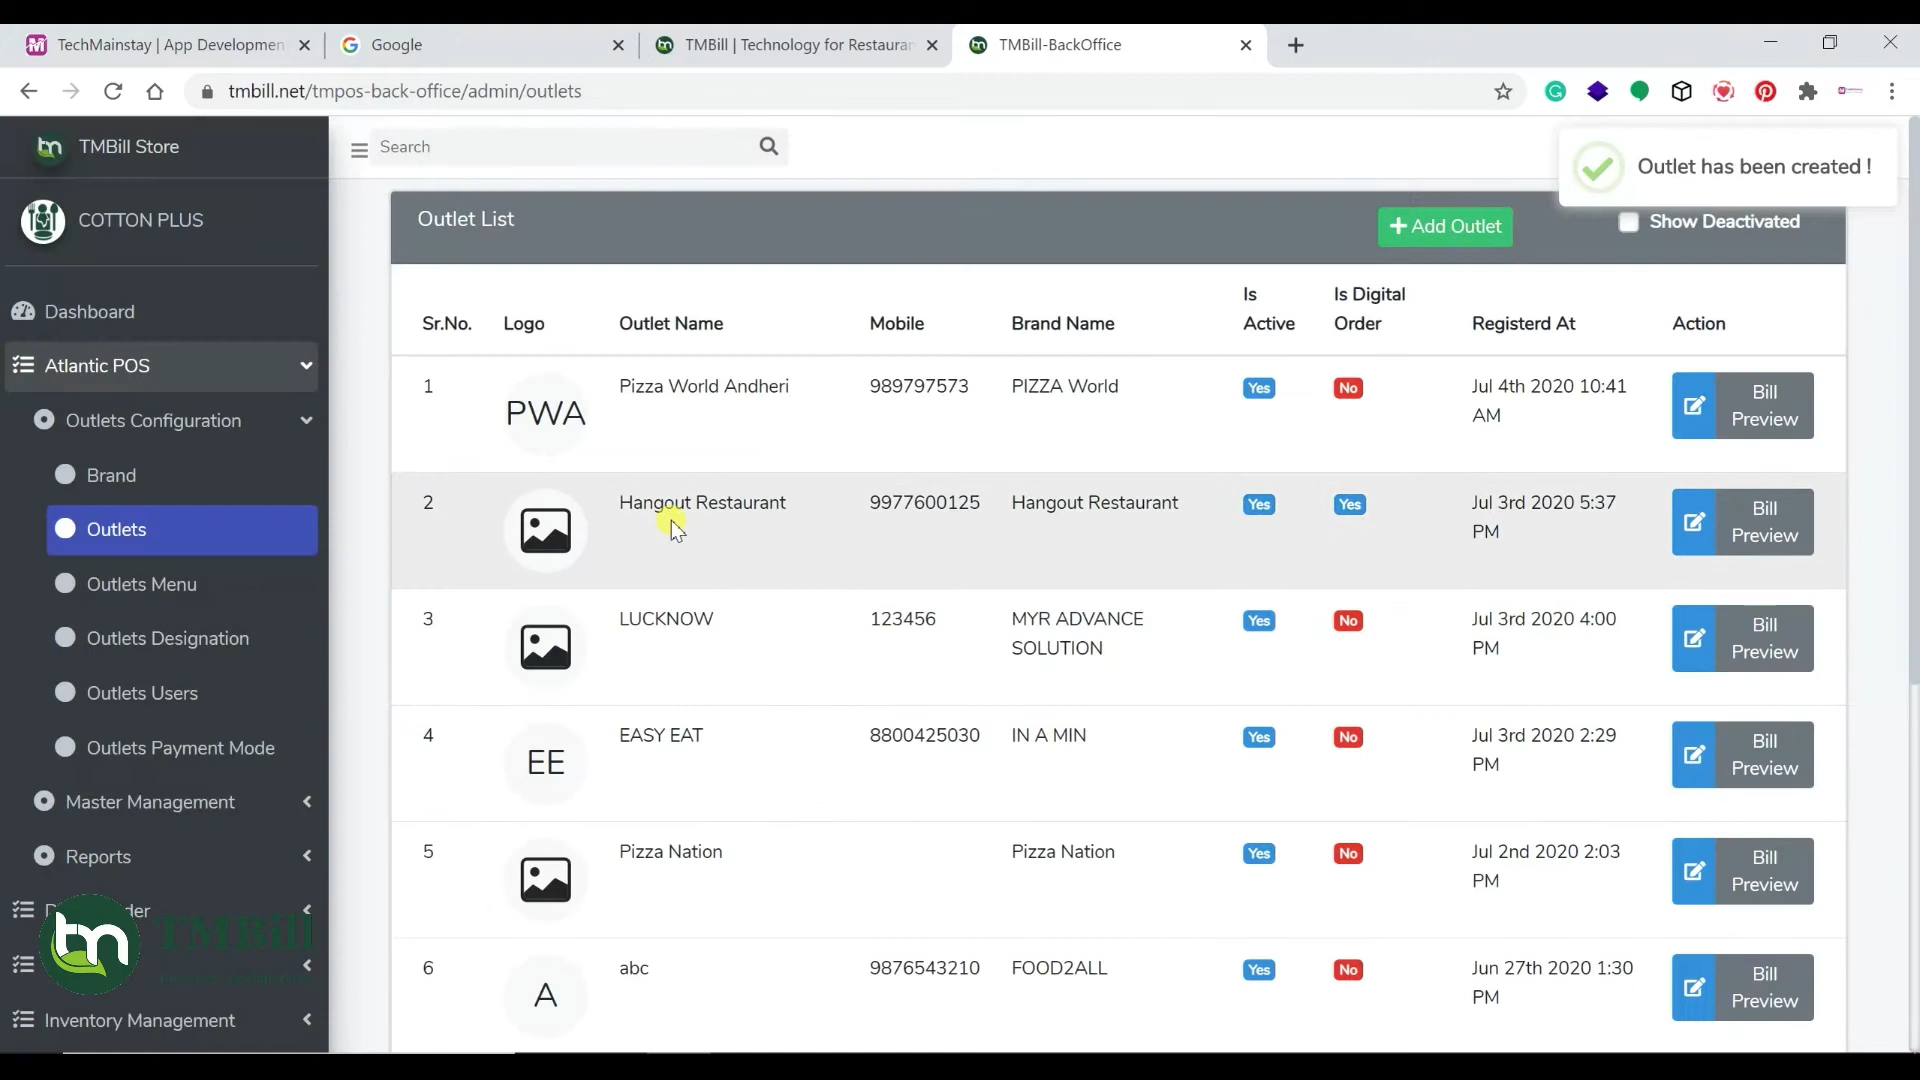 TechMainstay | App Developmen
Google
TMBill | Technology for Restauran
TMBill-BackOffice
tmbill.net/tmpos-back-office/admin/outlets
TMBill Store
COTTON PLUS
Dashboard
Atlantic POS
Outlets Configuration
Brand
Outlets
Outlets Menu
Outlets Designation
Outlets Users
Outlets Payment Mode
Master Management
Reports
TMBill
Inventory Management
Search
Outlet has been created !
Outlet List
Add Outlet
Show Deactivated
Sr.No. Logo Outlet Name Mobile Brand Name Is Active Is Digital Order Registerd At Action
1 PWA Pizza World Andheri 989797573 PIZZA World Yes No Jul 4th 2020 10:41 AM Bill Preview
2 Hangout Restaurant 9977600125 Hangout Restaurant Yes Yes Jul 3rd 2020 5:37 PM Bill Preview
3 LUCKNOW 123456 MYR ADVANCE SOLUTION Yes No Jul 3rd 2020 4:00 PM Bill Preview
4 EE EASY EAT 8800425030 IN A MIN Yes No Jul 3rd 2020 2:29 PM Bill Preview
5 Pizza Nation Pizza Nation Yes No Jul 2nd 2020 2:03 PM Bill Preview
6 A abc 9876543210 FOOD2ALL Yes No Jun 27th 2020 1:30 PM Bill Preview